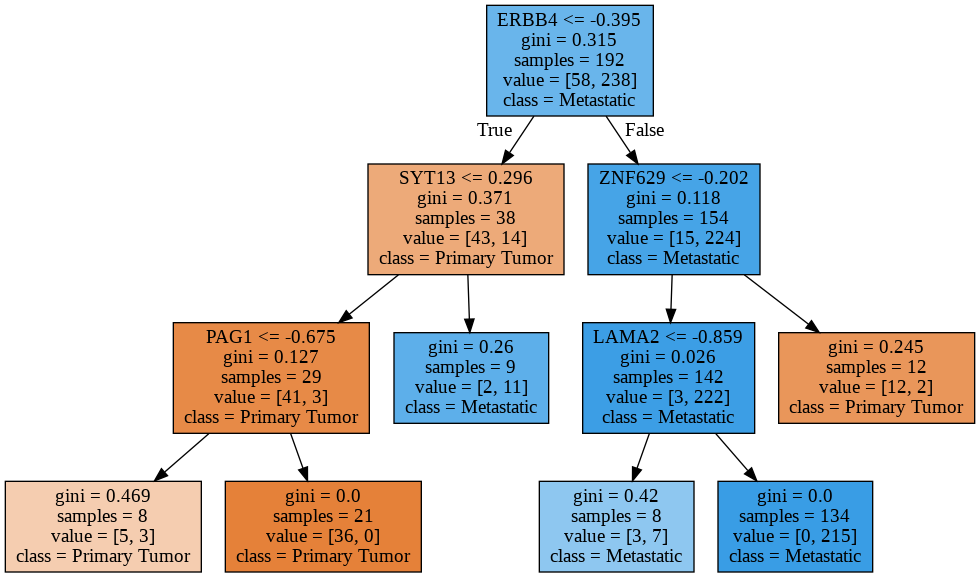 ERBB4 <= -0.395
gini = 0.315
samples = 192
value = [58, 238]
class = Metastatic
True
False
SYT13 <= 0.296
gini = 0.371
samples = 38
value = [43, 14]
class = Primary Tumor
ZNF629 <= -0.202
gini = 0.118
samples = 154
value = [15, 224]
class = Metastatic
PAG1 <= -0.675
gini = 0.127
samples = 29
value = [41, 3]
class = Primary Tumor
gini = 0.26
samples = 9
value = [2, 11]
class = Metastatic
LAMA2 <= -0.859
gini = 0.026
samples = 142
value = [3, 222]
class = Metastatic
gini = 0.245
samples = 12
value = [12, 2]
class = Primary Tumor
gini = 0.469
samples = 8
value = [5, 3]
class = Primary Tumor
gini = 0.0
samples = 21
value = [36, 0]
class = Primary Tumor
gini = 0.42
samples = 8
value = [3, 7]
class = Metastatic
gini = 0.0
samples = 134
value = [0, 215]
class = Metastatic